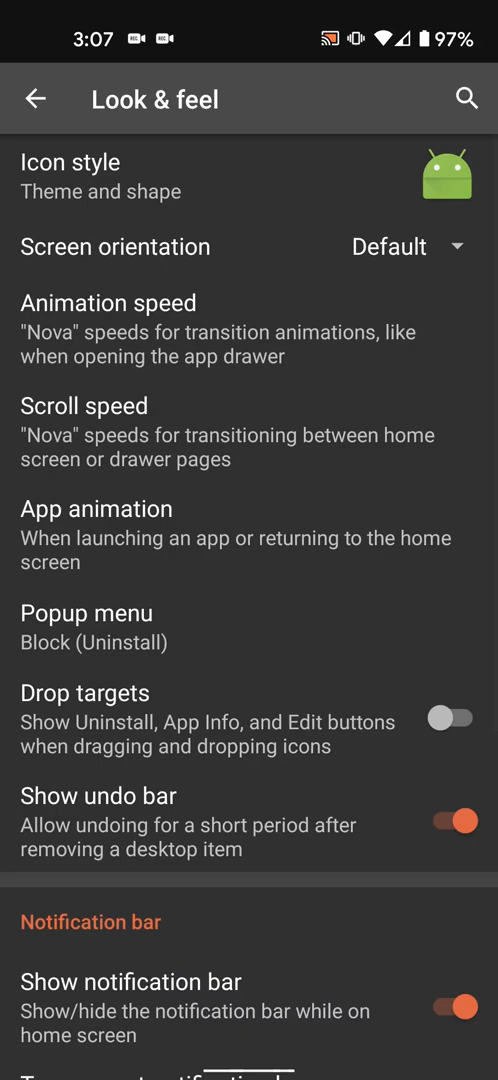 3:07 REC REC 97%
Look & feel
Icon style
Theme and shape
Screen orientation Default
Animation speed
"Nova" speeds for transition animations, like
when opening the app drawer
Scroll speed
"Nova" speeds for transitioning between home
screen or drawer pages
App animation
When launching an app or returning to the home
screen
Popup menu
Block (Uninstall)
Drop targets
Show Uninstall, App Info, and Edit buttons
when dragging and dropping icons
Show undo bar
Allow undoing for a short period after
removing a desktop item
Notification bar
Show notification bar
Show/hide the notification bar while on
home screen